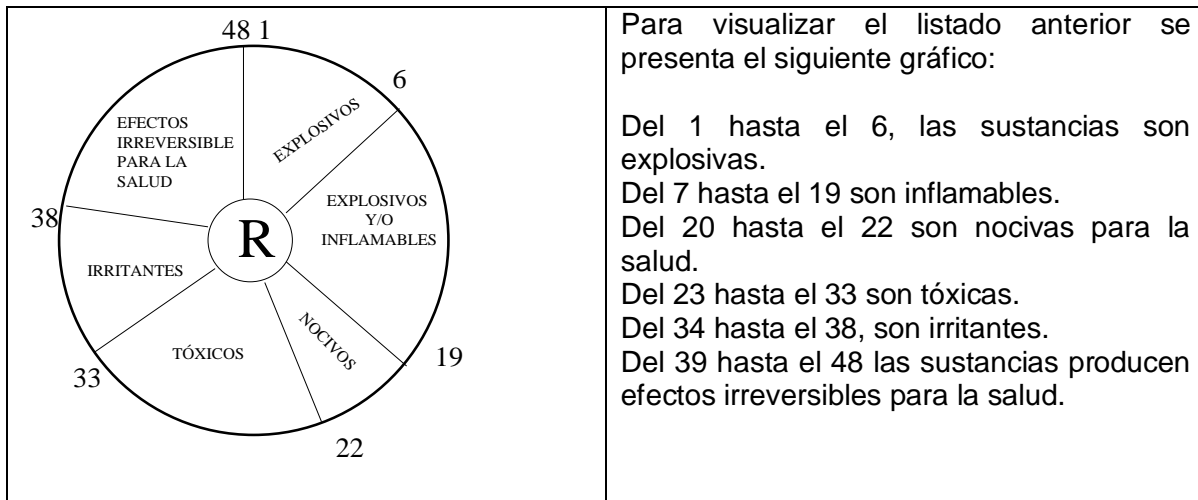 48 1
6
EXPLOSIVOS
EFECTOS
IRREVERSIBLE
PARA LA
SALUD
EXPLOSIVOS
Y/O
INFLAMABLES
38
R
IRRITANTES
NOCIVOS
TÓXICOS
19
33
22
Para visualizar el listado anterior se
presenta el siguiente gráfico:
Del 1 hasta el 6, las sustancias son
explosivas.
Del 7 hasta el 19 son inflamables.
Del 20 hasta el 22 son nocivas para la
salud.
Del 23 hasta el 33 son tóxicas.
Del 34 hasta el 38, son irritantes.
Del 39 hasta el 48 las sustancias producen
efectos irreversibles para la salud.